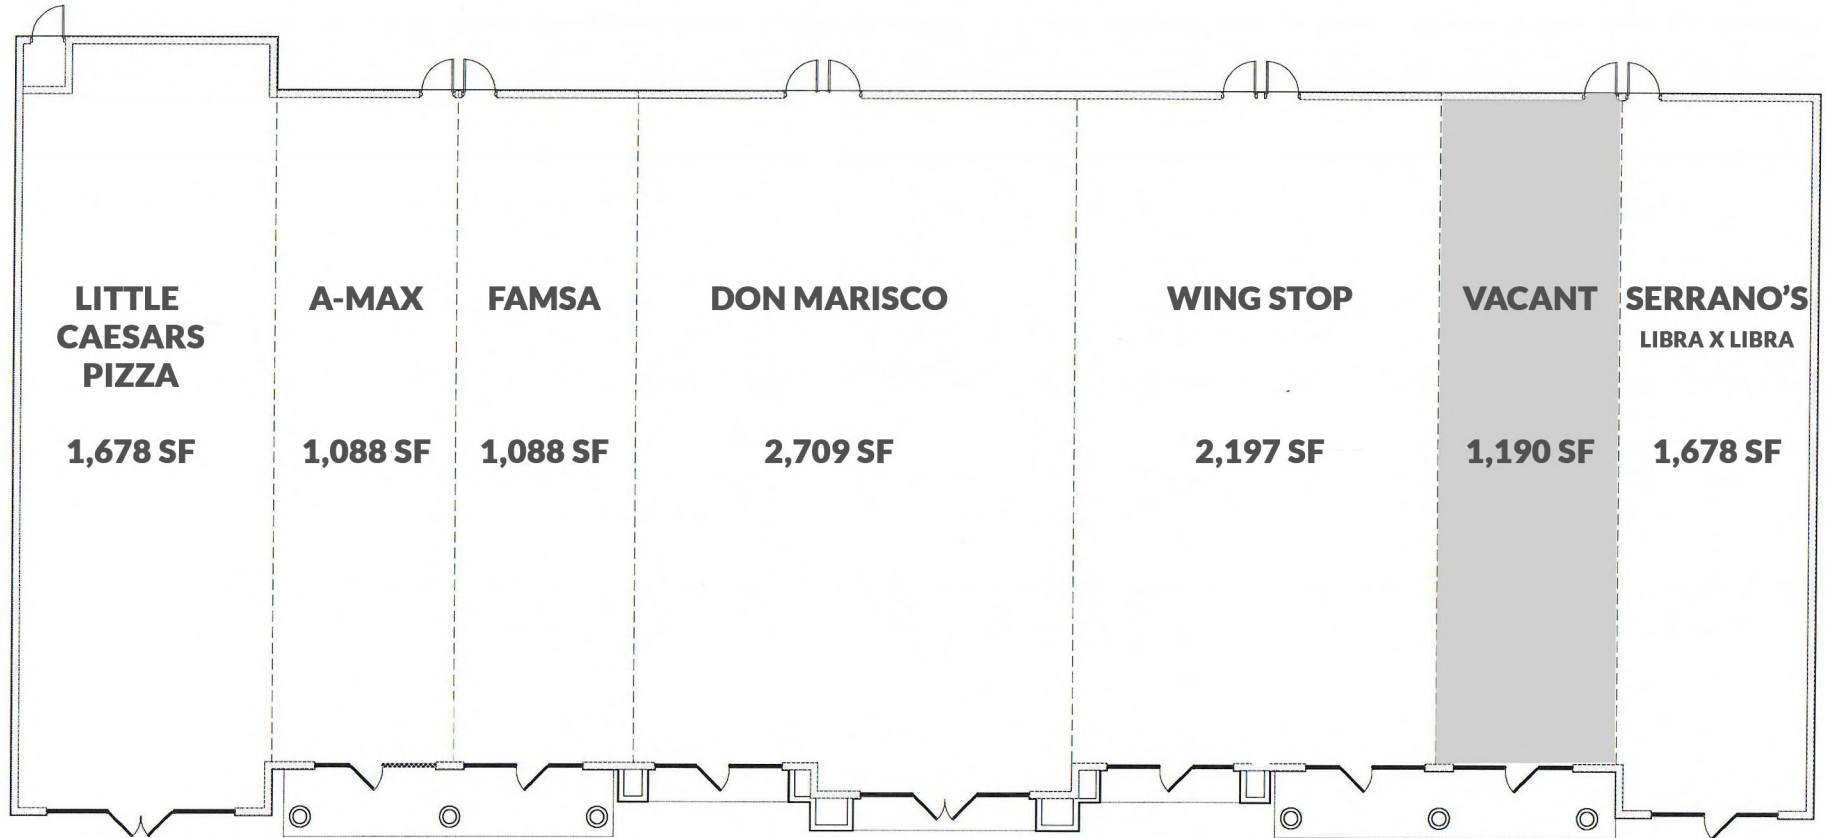 LITTLE
CAESARS
PIZZA
1,678 SF
A-MAX
1,088 SF
FAMSA
1,088 SF
DON MARISCO
2,709 SF
WING STOP
2,197 SF
VACANT
1,190 SF
SERRANO’S
LIBRA X LIBRA
1,678 SF